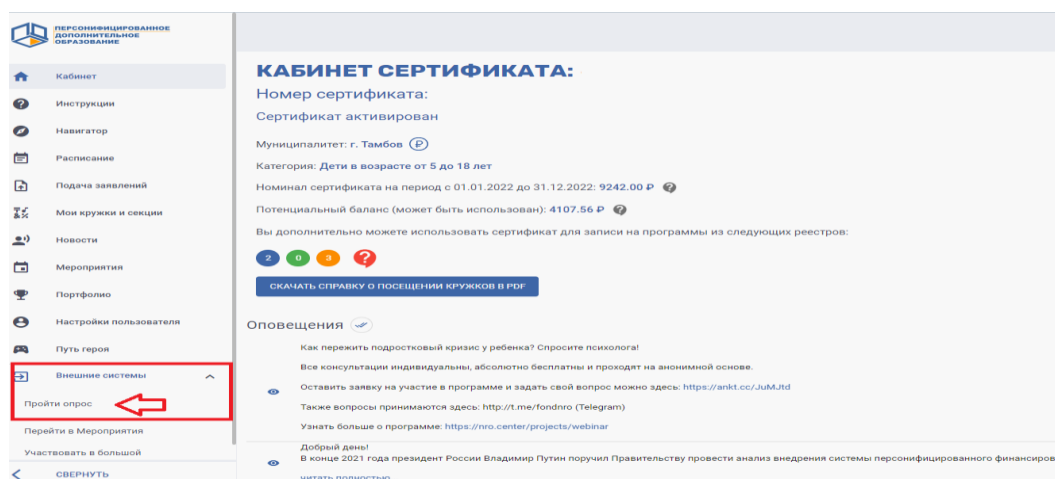 ПЕРСОНИФИЦИРОВАННОЕ
ДОПОЛНИТЕЛЬНОЕ
ОБРАЗОВАНИЕ
Кабинет
Инструкции
Навигатор
Расписание
Подача заявлений
Мои кружки и секции
Новости
Мероприятия
Портфолио
Настройки пользователя
Путь героя
Внешние системы
Пройти опрос
Перейти в Мероприятия
Участвовать в большой
СВЕРНУТЬ
КАБИНЕТ СЕРТИФИКАТА:
Номер сертификата:
Сертификат активирован
Муниципалитет: г. Тамбов ₽
Категория: Дети в возрасте от 5 до 18 лет
Номинал сертификата на период с 01.01.2022 до 31.12.2022: 9242.00 ₽ ?
Потенциальный баланс (может быть использован): 4107.56 ₽ ?
Вы дополнительно можете использовать сертификат для записи на программы из следующих реестров:
2 0 3 ?
СКАЧАТЬ СПРАВКУ О ПОСЕЩЕНИИ КРУЖКОВ В PDF
Оповещения
Как пережить подростковый кризис у ребенка? Спросите психолога!
Все консультации индивидуальны, абсолютно бесплатны и проходят на анонимной основе.
Оставить заявку на участие в программе и задать свой вопрос можно здесь: https://ankt.cc/JuMJtd
Также вопросы принимаются здесь: http://t.me/fondnro (Telegram)
Узнать больше о программе: https://nro.center/projects/webinar
Добрый день!
В конце 2021 года президент России Владимир Путин поручил Правительству провести анализ внедрения системы персонифицированного финансиров
читать полностью